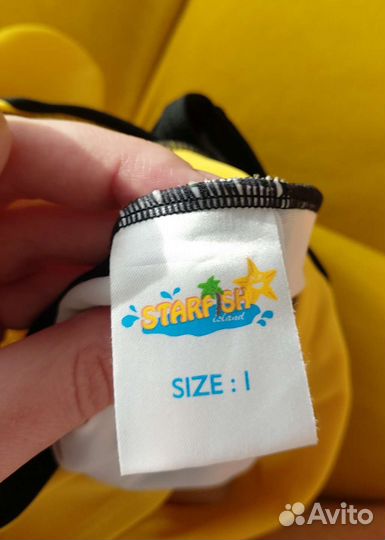 STARFISH
island
SIZE : 1
Avito